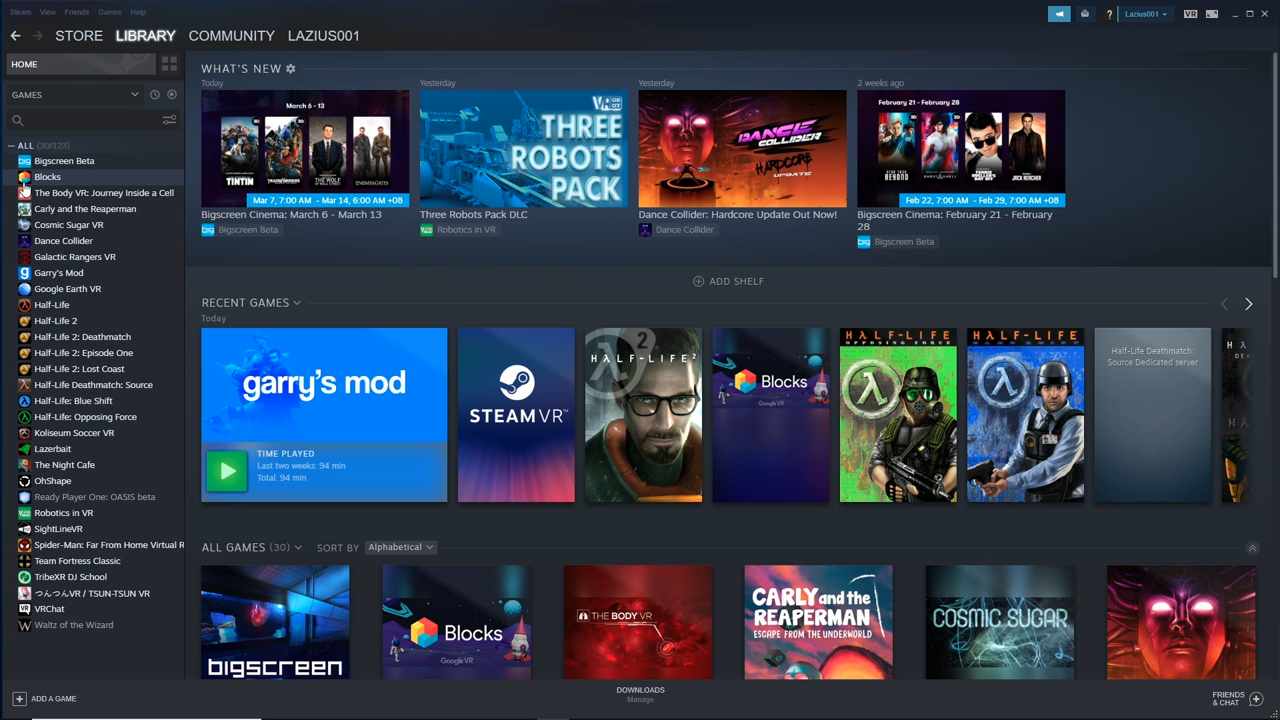 Steam View Friends Games Help
Lazius001
VR
STORE LIBRARY COMMUNITY LAZIUS001
HOME
GAMES
ALL (30/123)
Bigscreen Beta
Blocks
The Body VR: Journey Inside a Cell
Carly and the Reaperman
Cosmic Sugar VR
Dance Collider
Galactic Rangers VR
Garry's Mod
Google Earth VR
Half-Life
Half-Life 2
Half-Life 2: Deathmatch
Half-Life 2: Episode One
Half-Life 2: Lost Coast
Half-Life Deathmatch: Source
Half-Life: Blue Shift
Half-Life: Opposing Force
Koliseum Soccer VR
Lazerbait
The Night Cafe
OhShape
Ready Player One: OASIS beta
Robotics in VR
SightLineVR
Spider-Man: Far From Home Virtual R
Team Fortress Classic
TribeXR DJ School
つんつんVR / TSUN-TSUN VR
VRChat
Waltz of the Wizard
WHAT'S NEW
Today
March 6 - 13
TINTIN
TRANSFORMERS
Mar 7, 7:00 AM - Mar 14, 6:00 AM +08
Bigscreen Cinema: March 6 - March 13
Bigscreen Beta
Yesterday
THREE
ROBOTS
PACK
Three Robots Pack DLC
Robotics in VR
Yesterday
DANCE
COLLIDER
HARDCORE
UPDATE
Dance Collider: Hardcore Update Out Now!
Dance Collider
2 weeks ago
February 21 - February 28
BEYOND
JACK REACHER
Feb 22, 7:00 AM - Feb 29, 7:00 AM +08
Bigscreen Cinema: February 21 - February
28
Bigscreen Beta
ADD SHELF
RECENT GAMES
Today
garry's mod
TIME PLAYED
Last two weeks: 94 min
Total: 94 min
STEAMVR™
HALF-LIFE 2
Blocks
Google VR
HALF-LIFE
OPPOSING FORCE
HALF-LIFE
Half-Life Deathmatch:
Source Dedicated server
ALL GAMES (30)
SORT BY Alphabetical
bigscreen
Blocks
Google VR
THE BODY VR
CARLY and the
REAPERMAN
ESCAPE FROM THE UNDERWORLD
COSMIC SUGAR
ADD A GAME
DOWNLOADS
Manage
FRIENDS
& CHAT